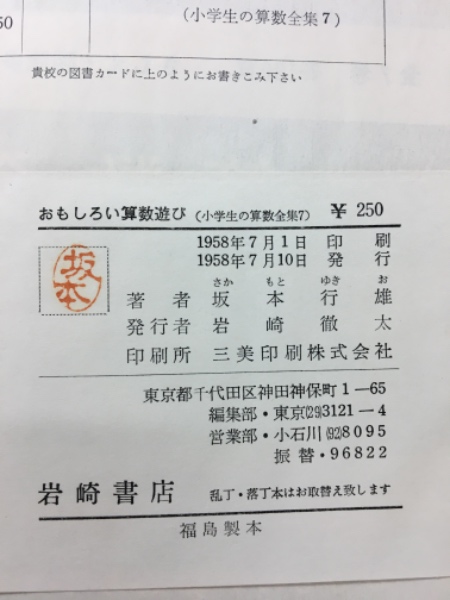 50
(小学生の算数全集7)
貴校の図書カードに上のようにお書きこみ下さい
おもしろい算数遊び (小学生の算数全集7) ¥ 250
1958年7月1日 印刷
1958年7月10日 発行
さか もと ゆき お
著者 坂本行雄
坂本
発行者 岩崎徹太
印刷所 三美印刷株式会社
東京都千代田区神田神保町1―65
編集部・東京(29)3121―4
営業部・小石川(92)8095
振替・96822
岩崎書店 乱丁・落丁本はお取替え致します
福島製本